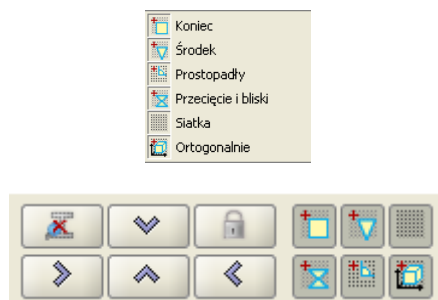 Koniec
Środek
Prostopadły
Przecięcie i bliski
Siatka
Ortogonalnie